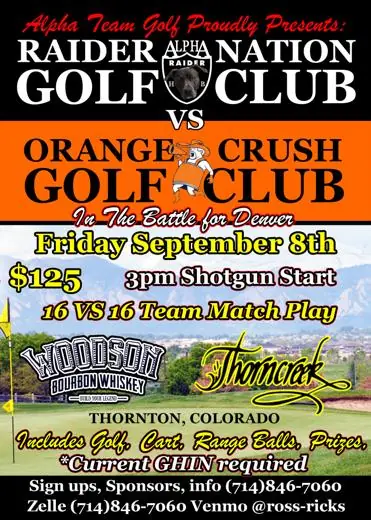 Alpha Team Golf Proudly Presents:
RAIDER ALPHA NATION
RAIDER
H B
GOLF CLUB
VS
ORANGE CRUSH
GOLF CLUB
In The Battle for Denver
Friday September 8th
$125 3pm Shotgun Start
16 VS 16 Team Match Play
WOODSON
BOURBON WHISKEY
BUILD YOUR LEGEND
Thorncreek
THORNTON, COLORADO
Includes Golf, Cart, Range Balls, Prizes,
*Current GHIN required
Sign ups, Sponsors, info (714)846-7060
Zelle (714)846-7060 Venmo @ross-ricks